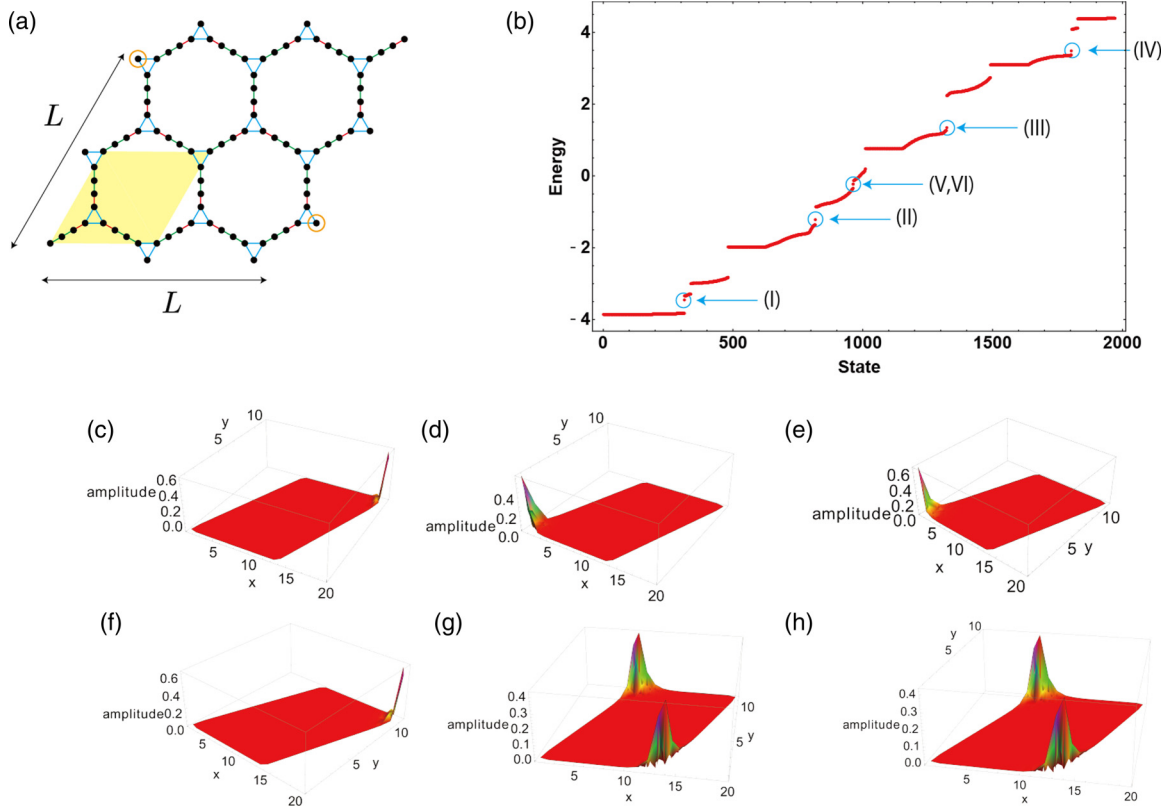 (a)
L
L
(b)
4
2
0
- 2
- 4
Energy
0
500
1000
1500
2000
State
(I)
(II)
(V,VI)
(III)
(IV)
(c)
y
10
5
0.6
0.4
0.2
0.0
amplitude
5
10
15
20
x
(d)
y
10
5
0.4
0.2
0.0
amplitude
5
10
15
20
x
(e)
0.6
0.4
0.2
0.0
amplitude
5
10
15
20
x
5
10
y
(f)
0.6
0.4
0.2
0.0
amplitude
5
10
15
20
x
5
10
y
(g)
0.4
0.3
0.2
0.1
0.0
amplitude
5
10
15
20
x
5
10
y
(h)
y
10
5
0.4
0.3
0.2
0.1
0.0
amplitude
5
10
15
20
x